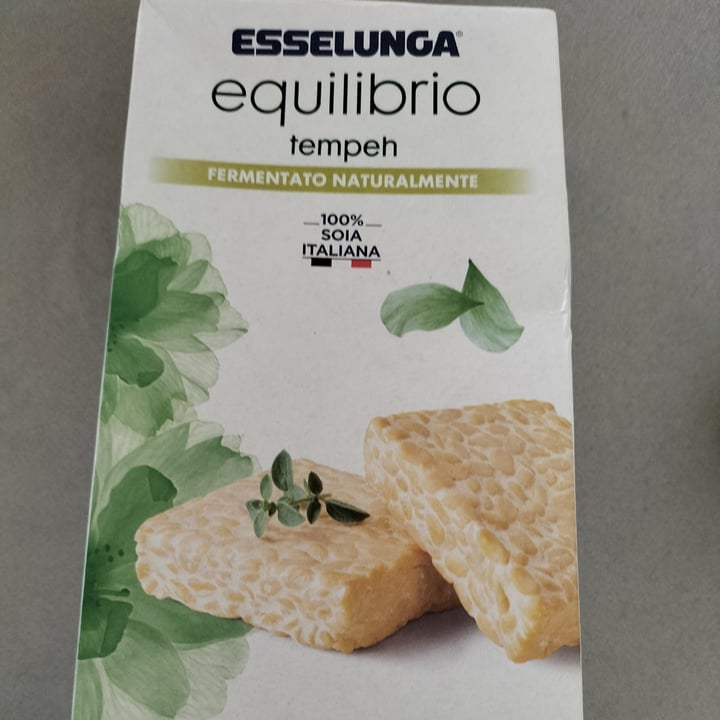 ESSELUNGA®
equilibrio
tempeh
FERMENTATO NATURALMENTE
100%
SOIA
ITALIANA